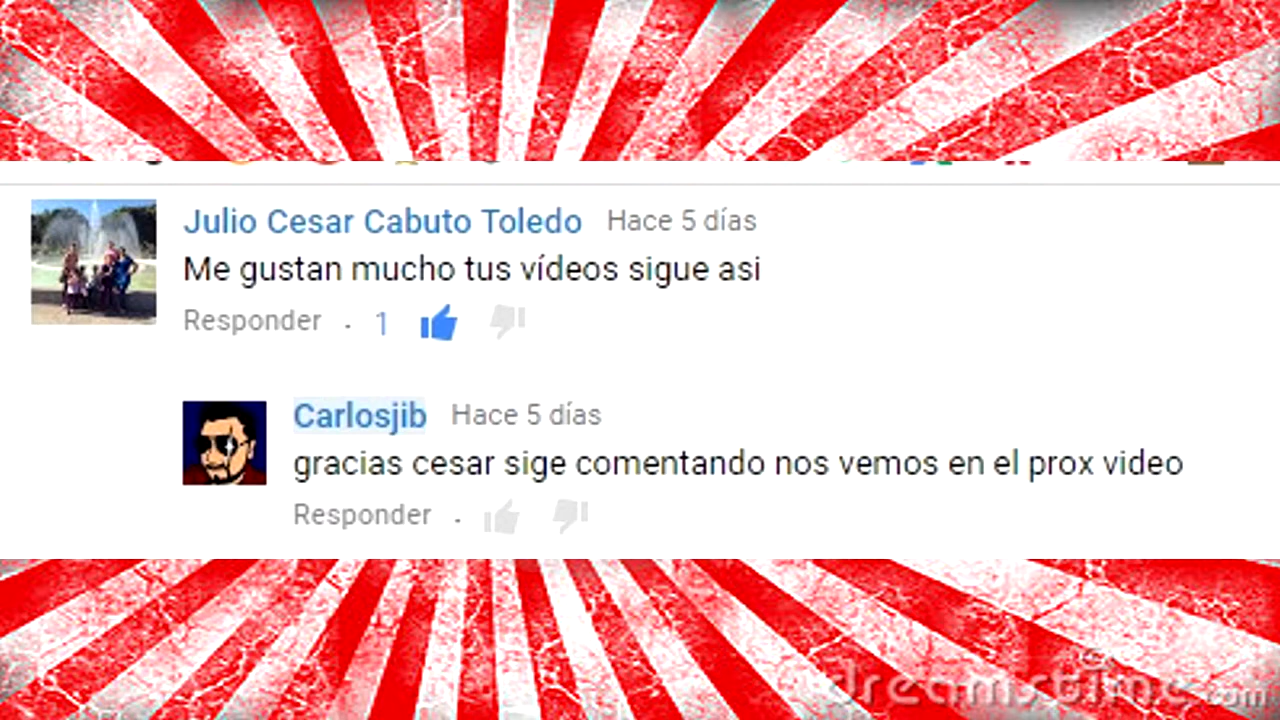 Julio Cesar Cabuto Toledo Hace 5 días
Me gustan mucho tus vídeos sigue asi
Responder . 1
Carlosjib Hace 5 días
gracias cesar sige comentando nos vemos en el prox video
Responder .
dreamstime.com